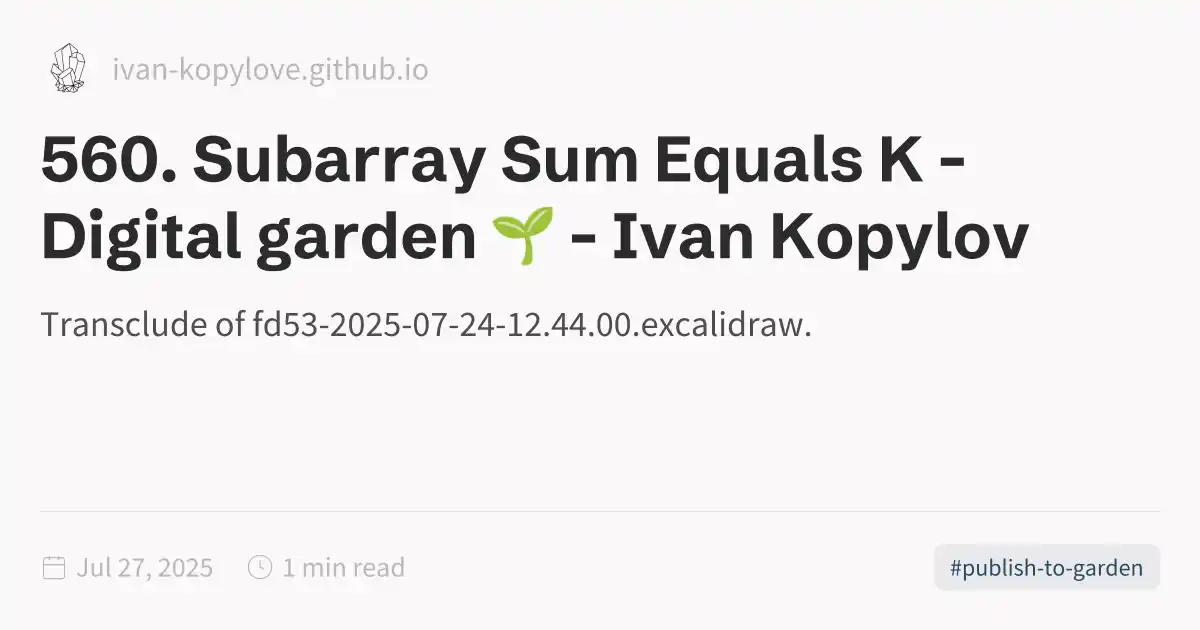 ivan-kopylove.github.io
560. Subarray Sum Equals K -
Digital garden 🌱 - Ivan Kopylov
Transclude of fd53-2025-07-24-12.44.00.excalidraw.
Jul 27, 2025 1 min read #publish-to-garden